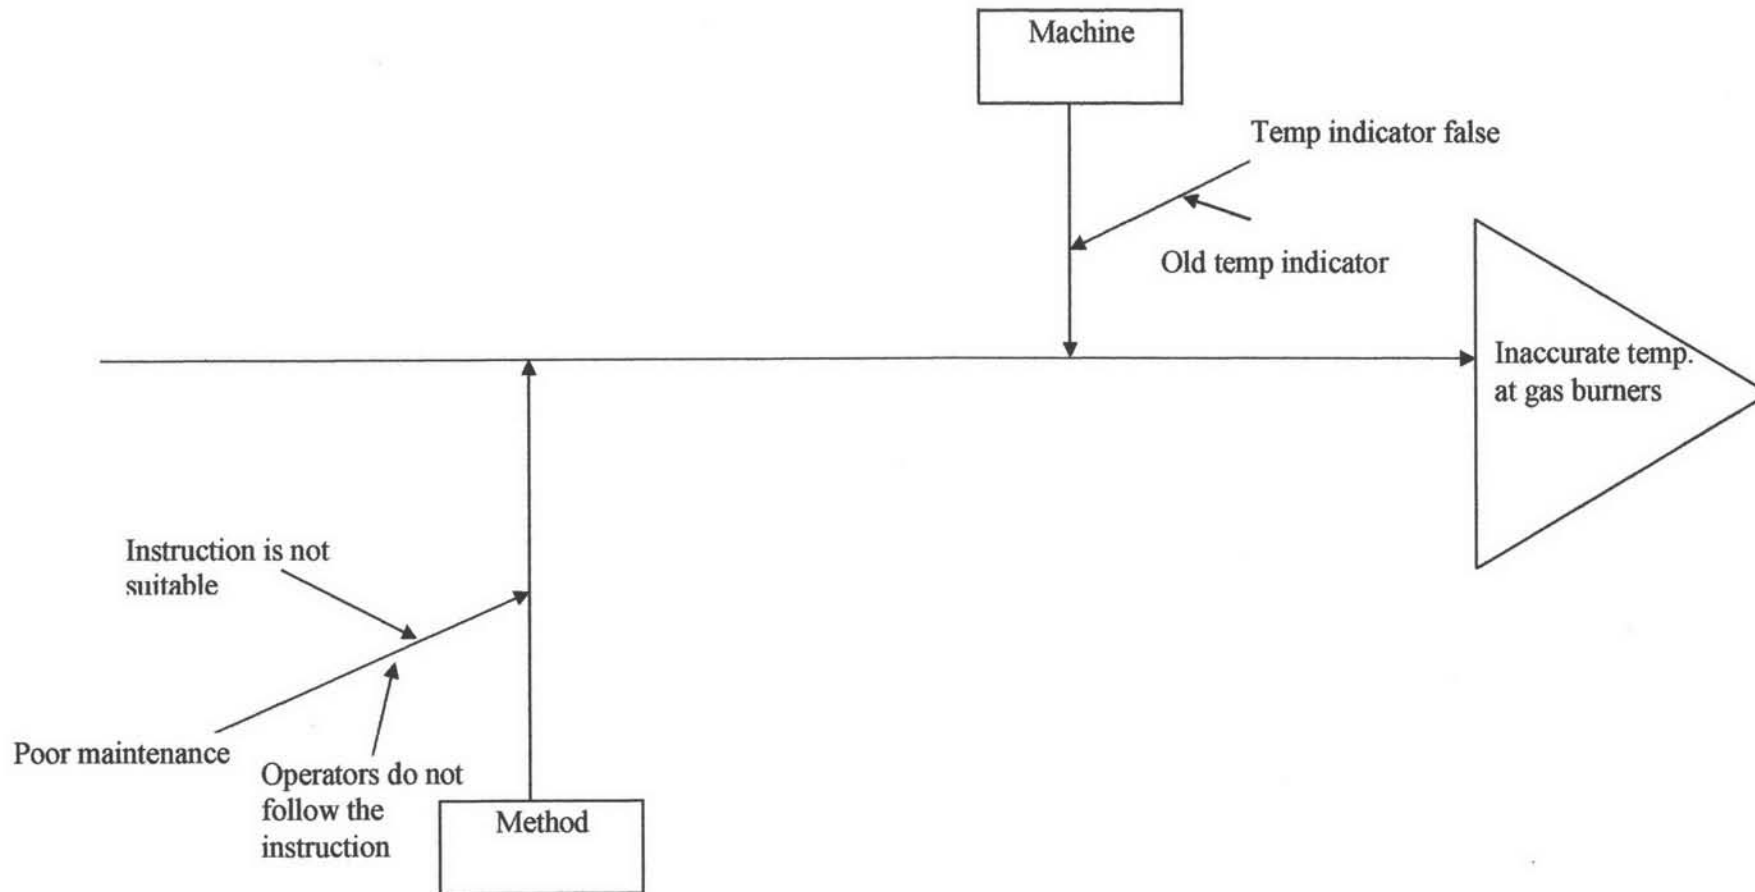 Machine
Temp indicator false
Old temp indicator
Inaccurate temp.
at gas burners
Instruction is not
suitable
Poor maintenance
Operators do not
follow the
instruction
Method